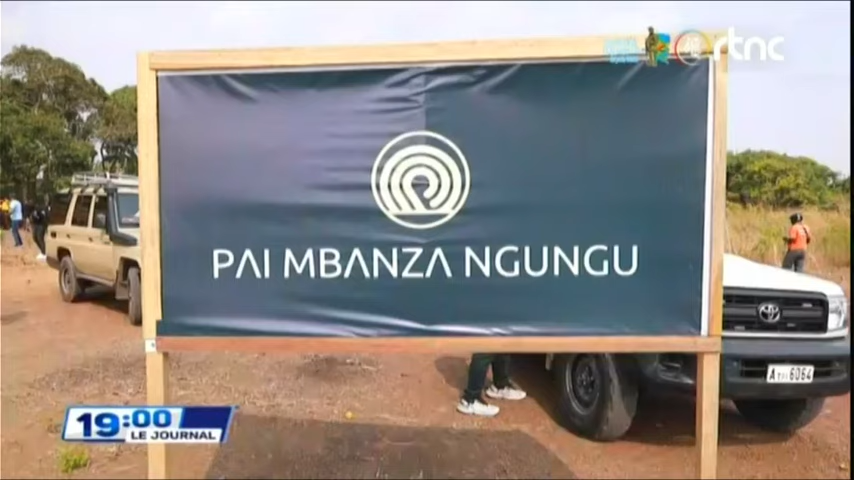 rtnc
PAI MBANZA NGUNGU
TOYOTA
A 6064
19:00
LE JOURNAL